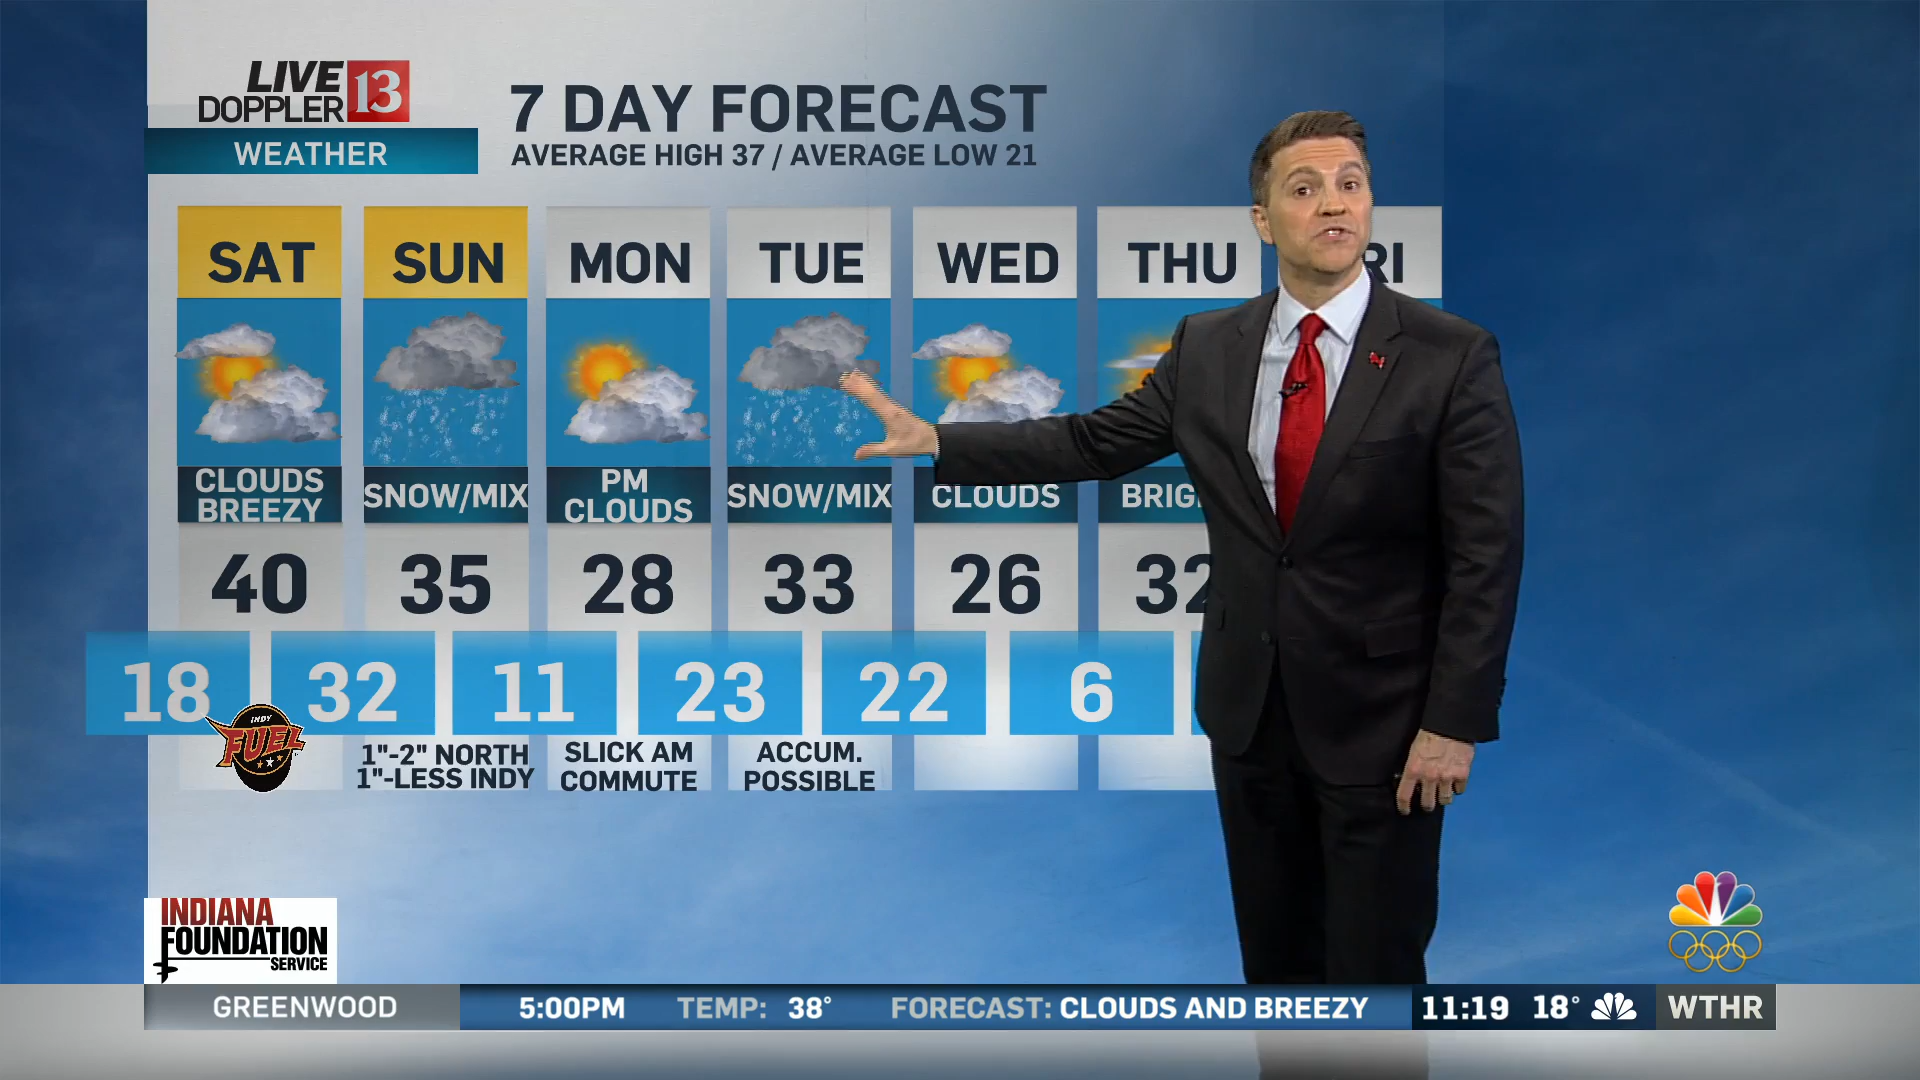 LIVE
DOPPLER 13
WEATHER
7 DAY FORECAST
AVERAGE HIGH 37 / AVERAGE LOW 21
SAT SUN MON TUE WED THU
CLOUDS BREEZY
SNOW/MIX
PM CLOUDS
SNOW/MIX
CLOUDS
40 35 28 33 26 32
18 32 11 23 22 6
INDY
FUEL
1"-2" NORTH
1"-LESS INDY
SLICK AM
COMMUTE
ACCUM.
POSSIBLE
INDIANA
FOUNDATION
SERVICE
GREENWOOD 5:00PM TEMP: 38° FORECAST: CLOUDS AND BREEZY 11:19 18° WTHR